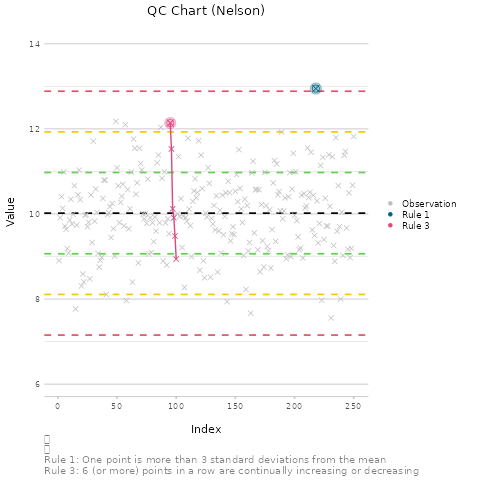 QC Chart (Nelson)
14
12
10
8
6
Value
0
50
100
150
200
250
Index
Observation
Rule 1
Rule 3
Rule 1: One point is more than 3 standard deviations from the mean
Rule 3: 6 (or more) points in a row are continually increasing or decreasing